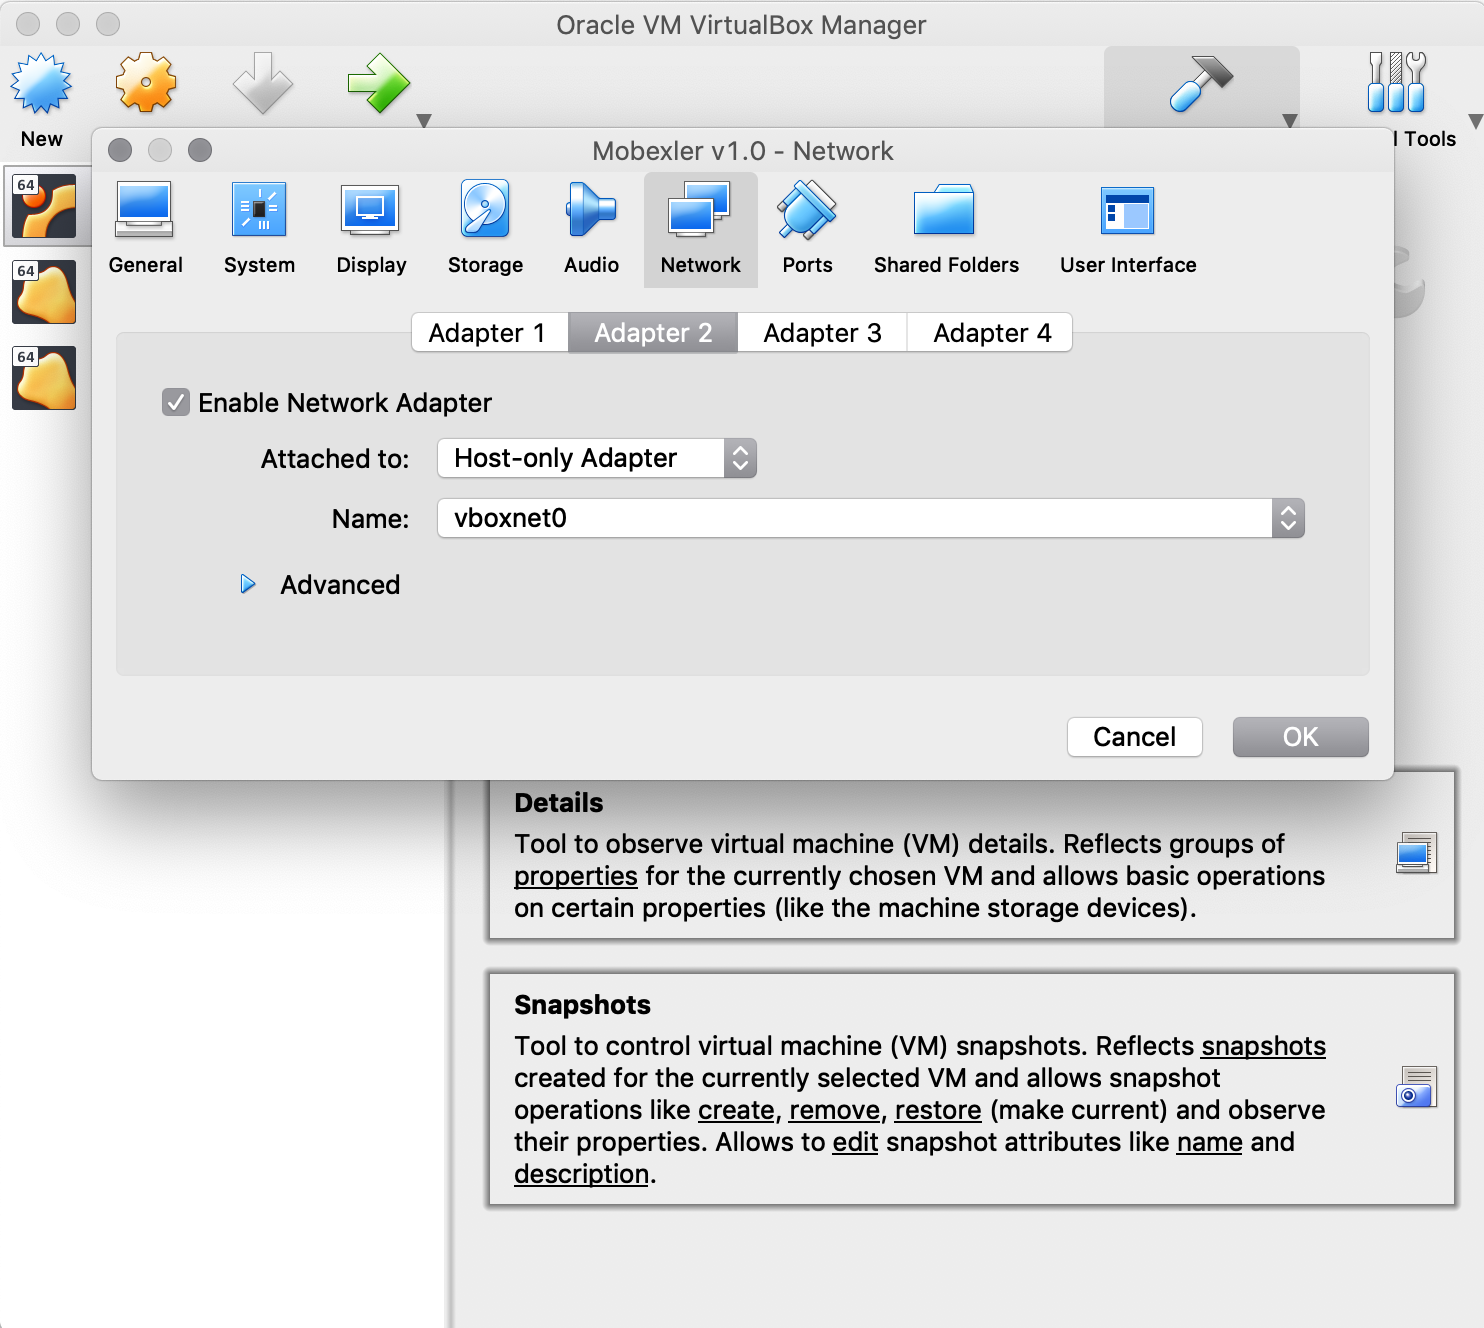 Oracle VM VirtualBox Manager
New
Tools
Mobexler v1.0 - Network
General
System
Display
Storage
Audio
Network
Ports
Shared Folders
User Interface
64
64
64
Adapter 1
Adapter 2
Adapter 3
Adapter 4
Enable Network Adapter
Attached to:
Host-only Adapter
Name:
vboxnet0
Advanced
Cancel
OK
Details
Tool to observe virtual machine (VM) details. Reflects groups of
properties for the currently chosen VM and allows basic operations
on certain properties (like the machine storage devices).
Snapshots
Tool to control virtual machine (VM) snapshots. Reflects snapshots
created for the currently selected VM and allows snapshot
operations like create, remove, restore (make current) and observe
their properties. Allows to edit snapshot attributes like name and
description.